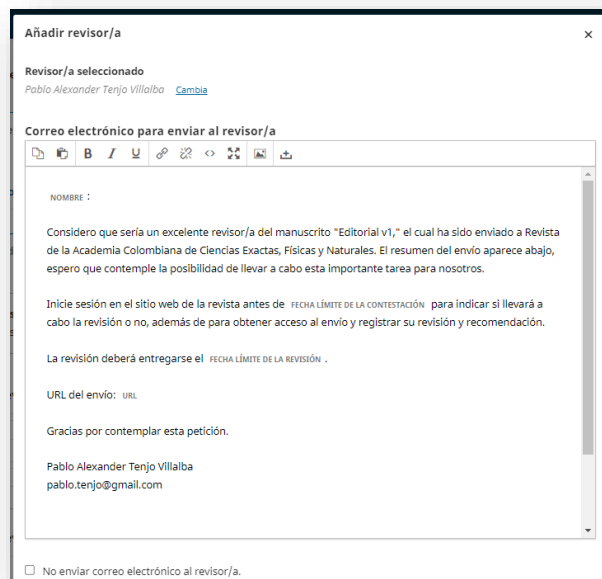 Añadir revisor/a
Revisor/a seleccionado
Pablo Alexander Tenjo Villalba Cambia
Correo electrónico para enviar al revisor/a
NOMBRE :
Considero que sería un excelente revisor/a del manuscrito "Editorial v1," el cual ha sido enviado a Revista
de la Academia Colombiana de Ciencias Exactas, Físicas y Naturales. El resumen del envío aparece abajo,
espero que contemple la posibilidad de llevar a cabo esta importante tarea para nosotros.
Inicie sesión en el sitio web de la revista antes de FECHA LÍMITE DE LA CONTESTACIÓN para indicar si llevará a
cabo la revisión o no, además de para obtener acceso al envío y registrar su revisión y recomendación.
La revisión deberá entregarse el FECHA LÍMITE DE LA REVISIÓN .
URL del envío: URL
Gracias por contemplar esta petición.
Pablo Alexander Tenjo Villalba
pablo.tenjo@gmail.com
No enviar correo electrónico al revisor/a.